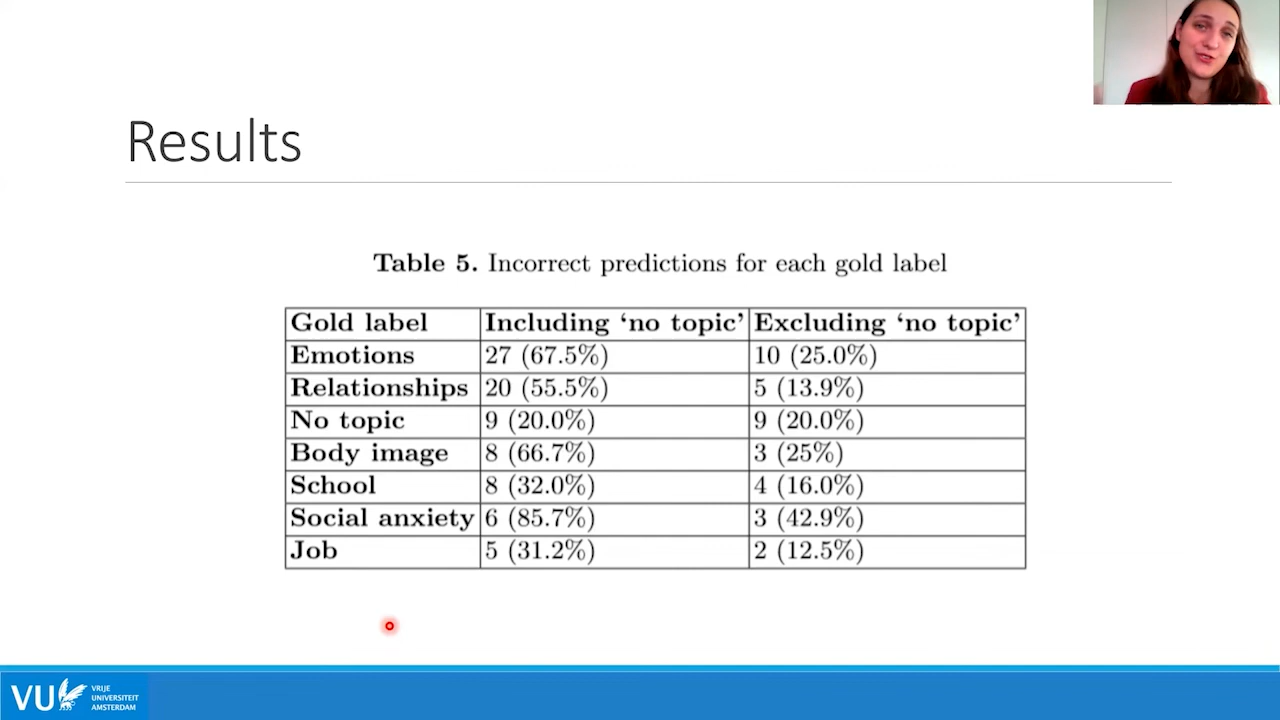 Results
Table 5. Incorrect predictions for each gold label
Gold label Including ‘no topic’ Excluding ‘no topic’
Emotions 27 (67.5%) 10 (25.0%)
Relationships 20 (55.5%) 5 (13.9%)
No topic 9 (20.0%) 9 (20.0%)
Body image 8 (66.7%) 3 (25%)
School 8 (32.0%) 4 (16.0%)
Social anxiety 6 (85.7%) 3 (42.9%)
Job 5 (31.2%) 2 (12.5%)
VU VRIJE
UNIVERSITEIT
AMSTERDAM